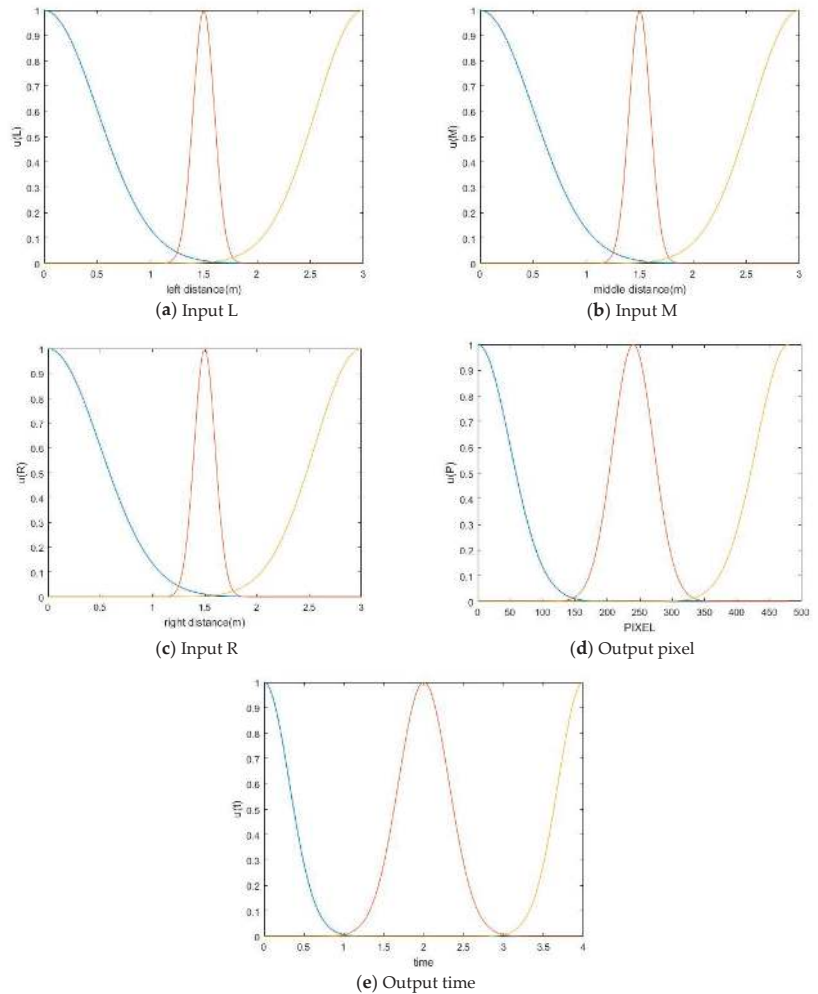 1
0.9
0.8
0.7
0.6
0.5
0.4
0.3
0.2
0.1
0
u(L)
0 0.5 1 1.5 2 2.5 3
left distance(m)
(a) Input L
1
0.9
0.8
0.7
0.6
0.5
0.4
0.3
0.2
0.1
0
u(M)
0 0.5 1 1.5 2 2.5 3
middle distance(m)
(b) Input M
1
0.9
0.8
0.7
0.6
0.5
0.4
0.3
0.2
0.1
0
u(R)
0 0.5 1 1.5 2 2.5 3
right distance(m)
(c) Input R
1
0.9
0.8
0.7
0.6
0.5
0.4
0.3
0.2
0.1
0
u(P)
0 50 100 150 200 250 300 350 400 450 500
PIXEL
(d) Output pixel
1
0.9
0.8
0.7
0.6
0.5
0.4
0.3
0.2
0.1
0
u(t)
0 0.5 1 1.5 2 2.5 3 3.5 4
time
(e) Output time